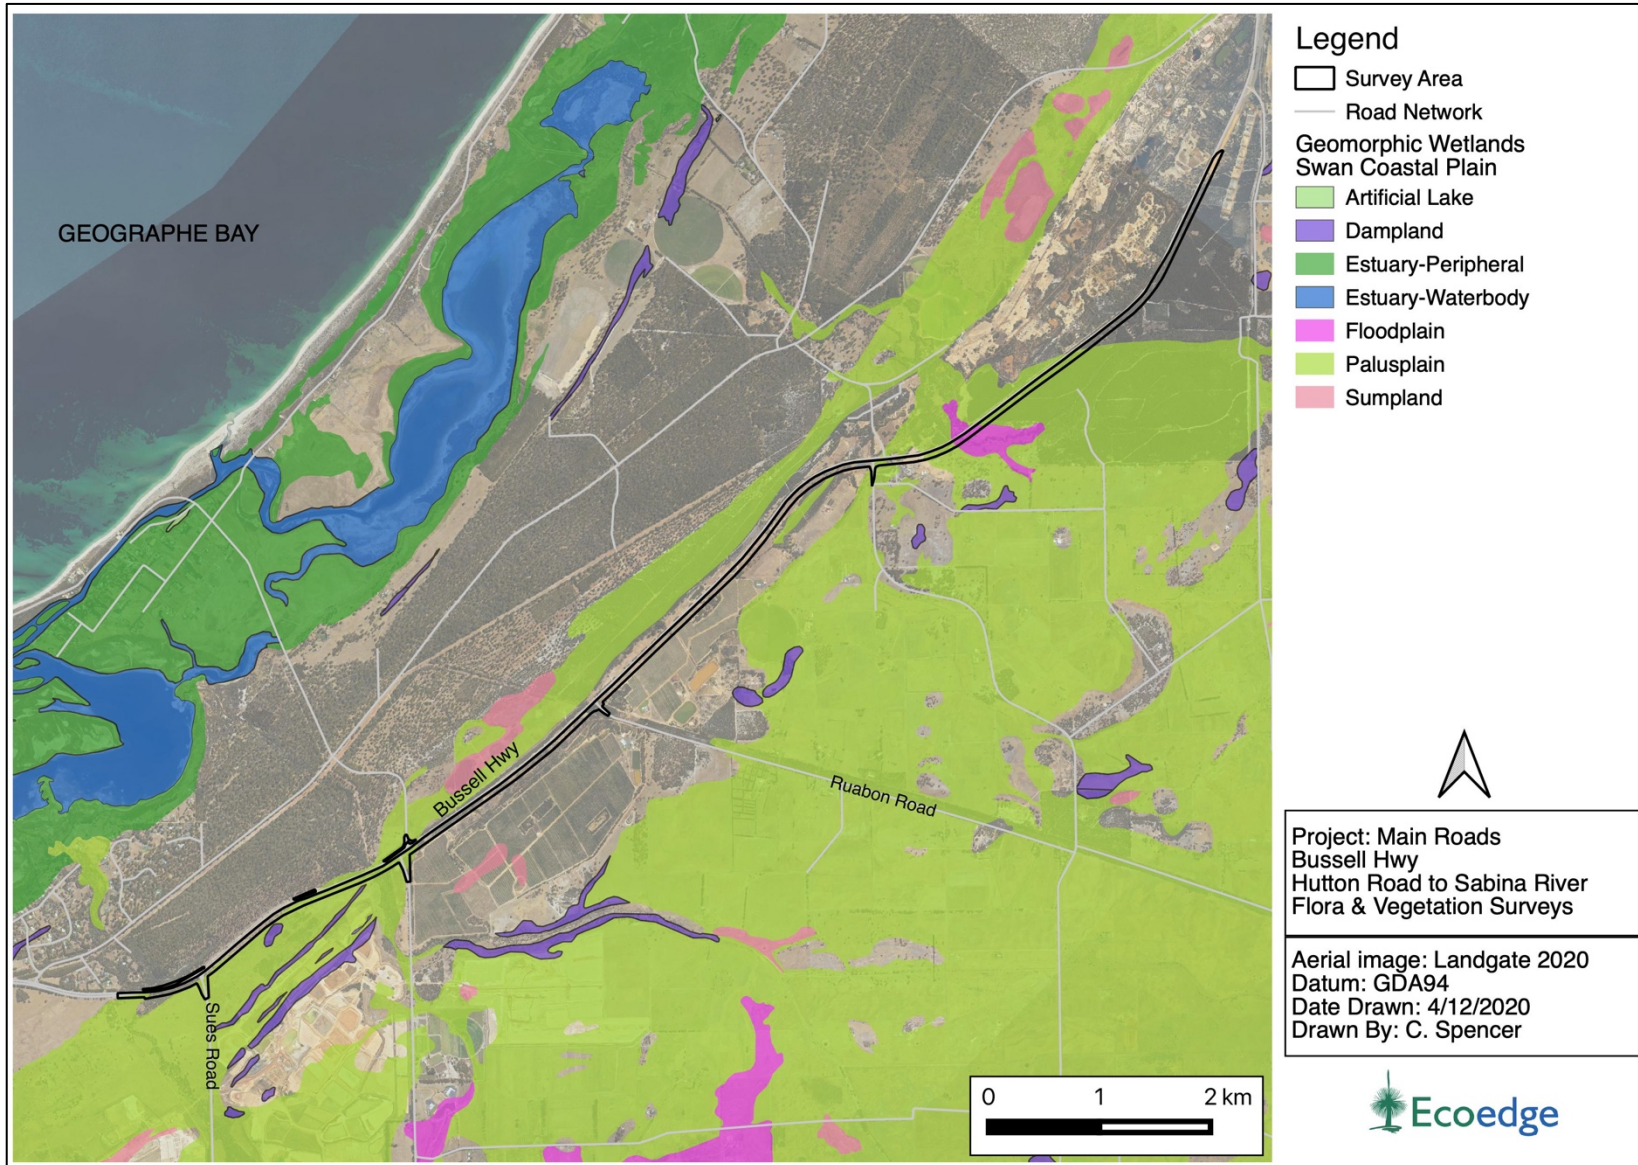 GEOGRAPHE BAY
Bussell Hwy
Ruabon Road
Sues Road
0 1 2 km
Legend
Survey Area
Road Network
Geomorphic Wetlands
Swan Coastal Plain
Artificial Lake
Dampland
Estuary-Peripheral
Estuary-Waterbody
Floodplain
Palusplain
Sumpland
Project: Main Roads
Bussell Hwy
Hutton Road to Sabina River
Flora & Vegetation Surveys
Aerial image: Landgate 2020
Datum: GDA94
Date Drawn: 4/12/2020
Drawn By: C. Spencer
Ecoedge